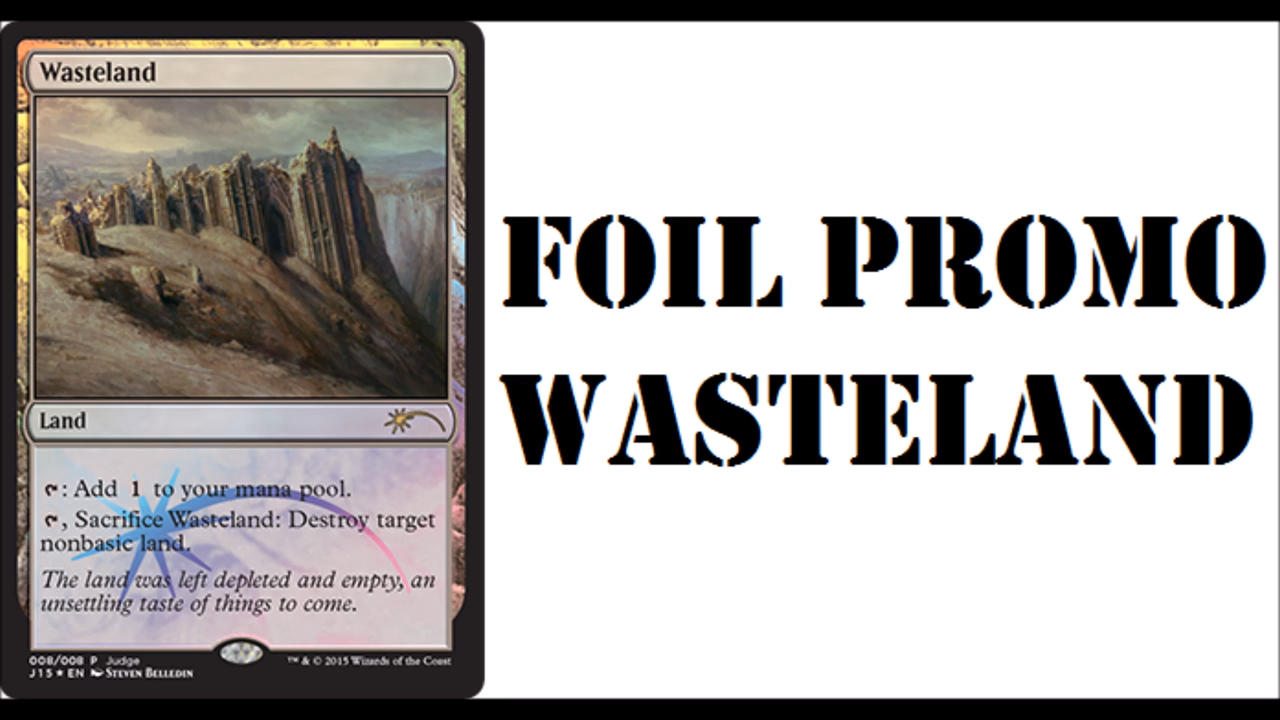 Wasteland
Land
: Add 1 to your mana pool.
, Sacrifice Wasteland: Destroy target
nonbasic land.
The land was left depleted and empty, an
unsettling taste of things to come.
008/008 P Judge
J15 ★ EN Steven Belledin
™ & © 2015 Wizards of the Coast
FOIL PROMO
WASTELAND